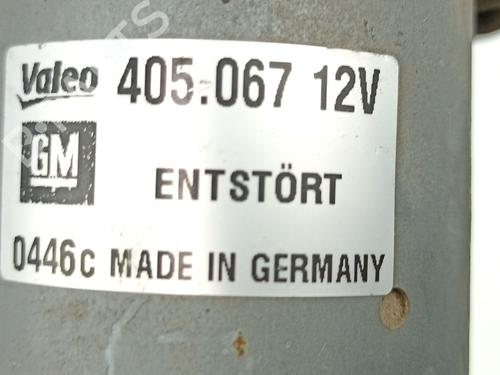 Valeo 405.067 12V
GM
ENTSTÖRT
0446c MADE IN GERMANY